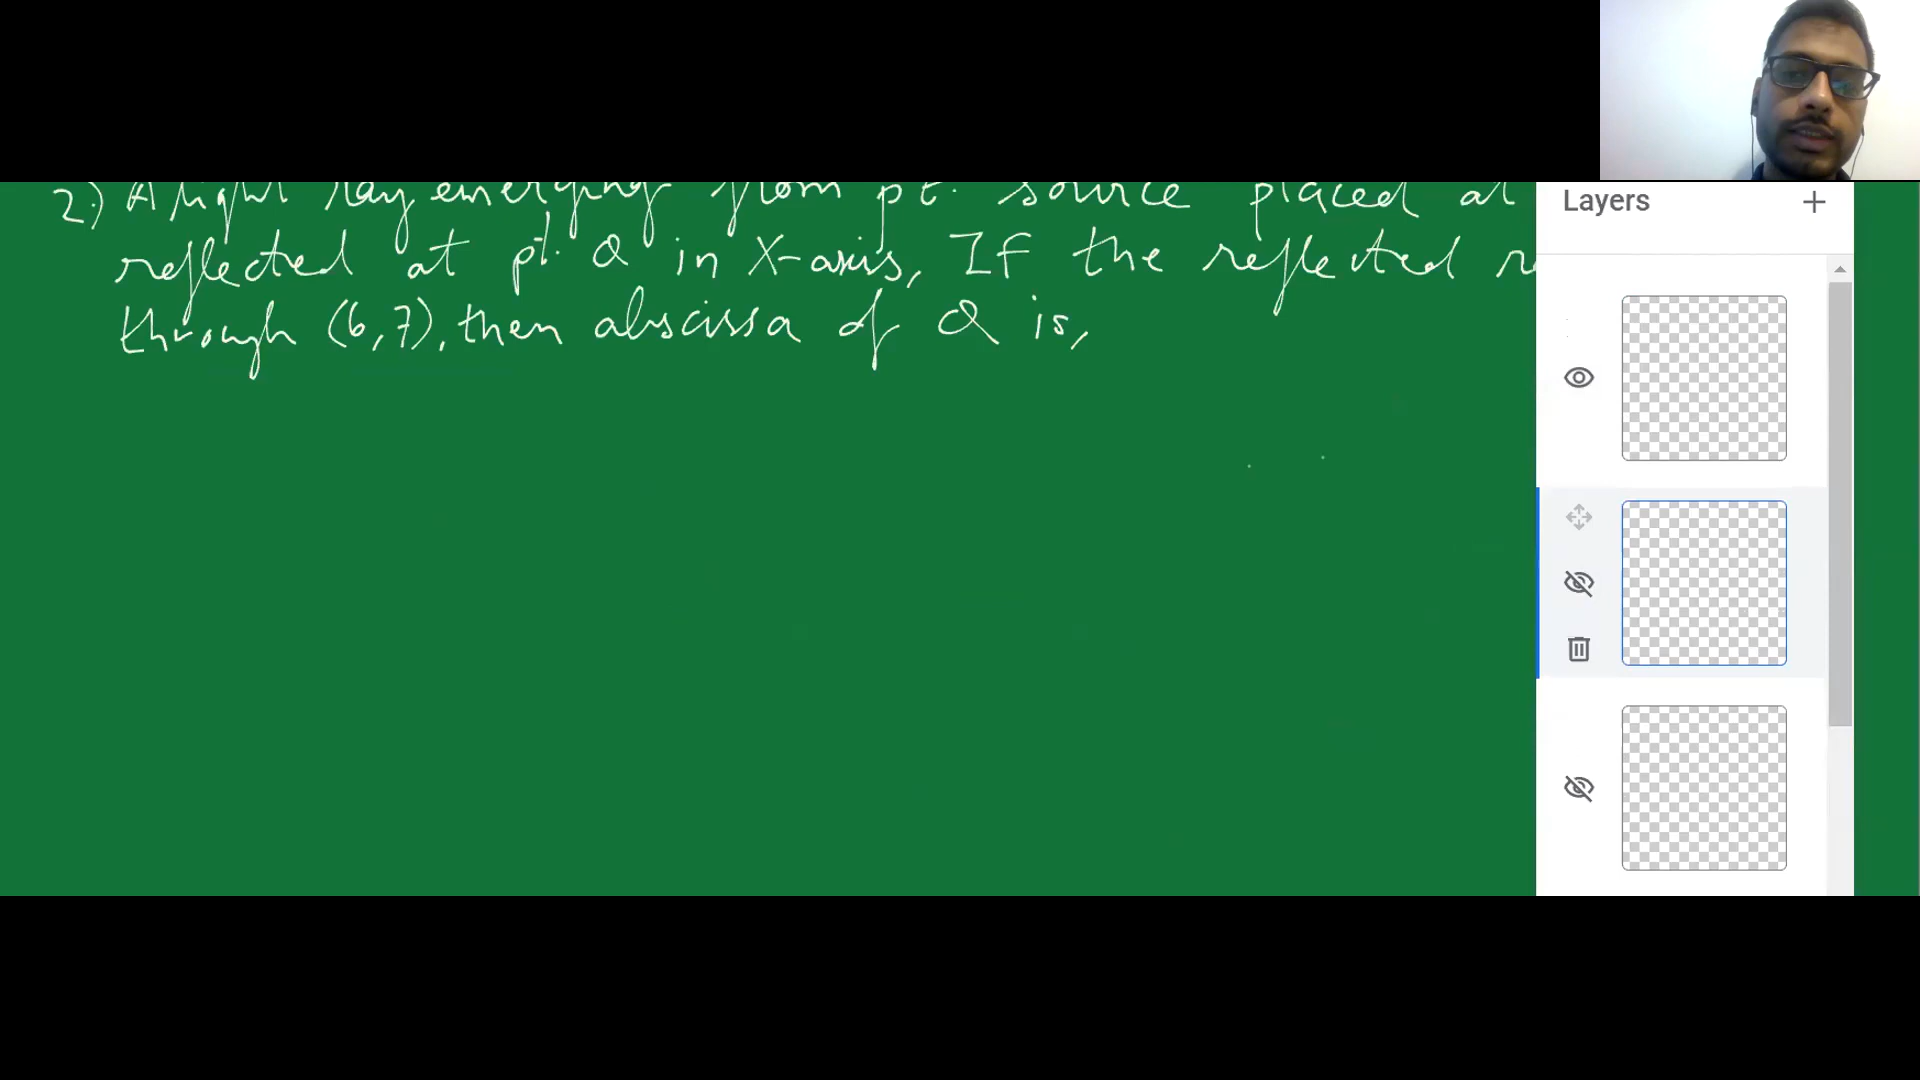 2.) A light ray emerging from pt. source placed at
reflected at pt. Q in X-axis, If the reflected
through (6,7), then abscissa of Q is,
Layers